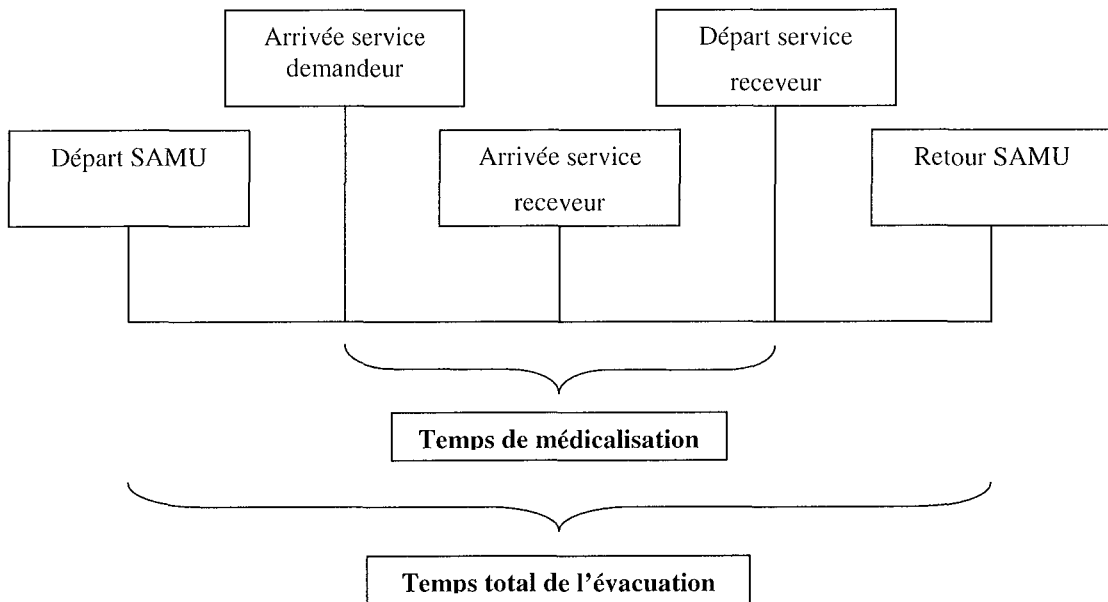 Arrivée service
demandeur
Départ service
receveur
Départ SAMU
Arrivée service
receveur
Retour SAMU
Temps de médicalisation
Temps total de l'évacuation